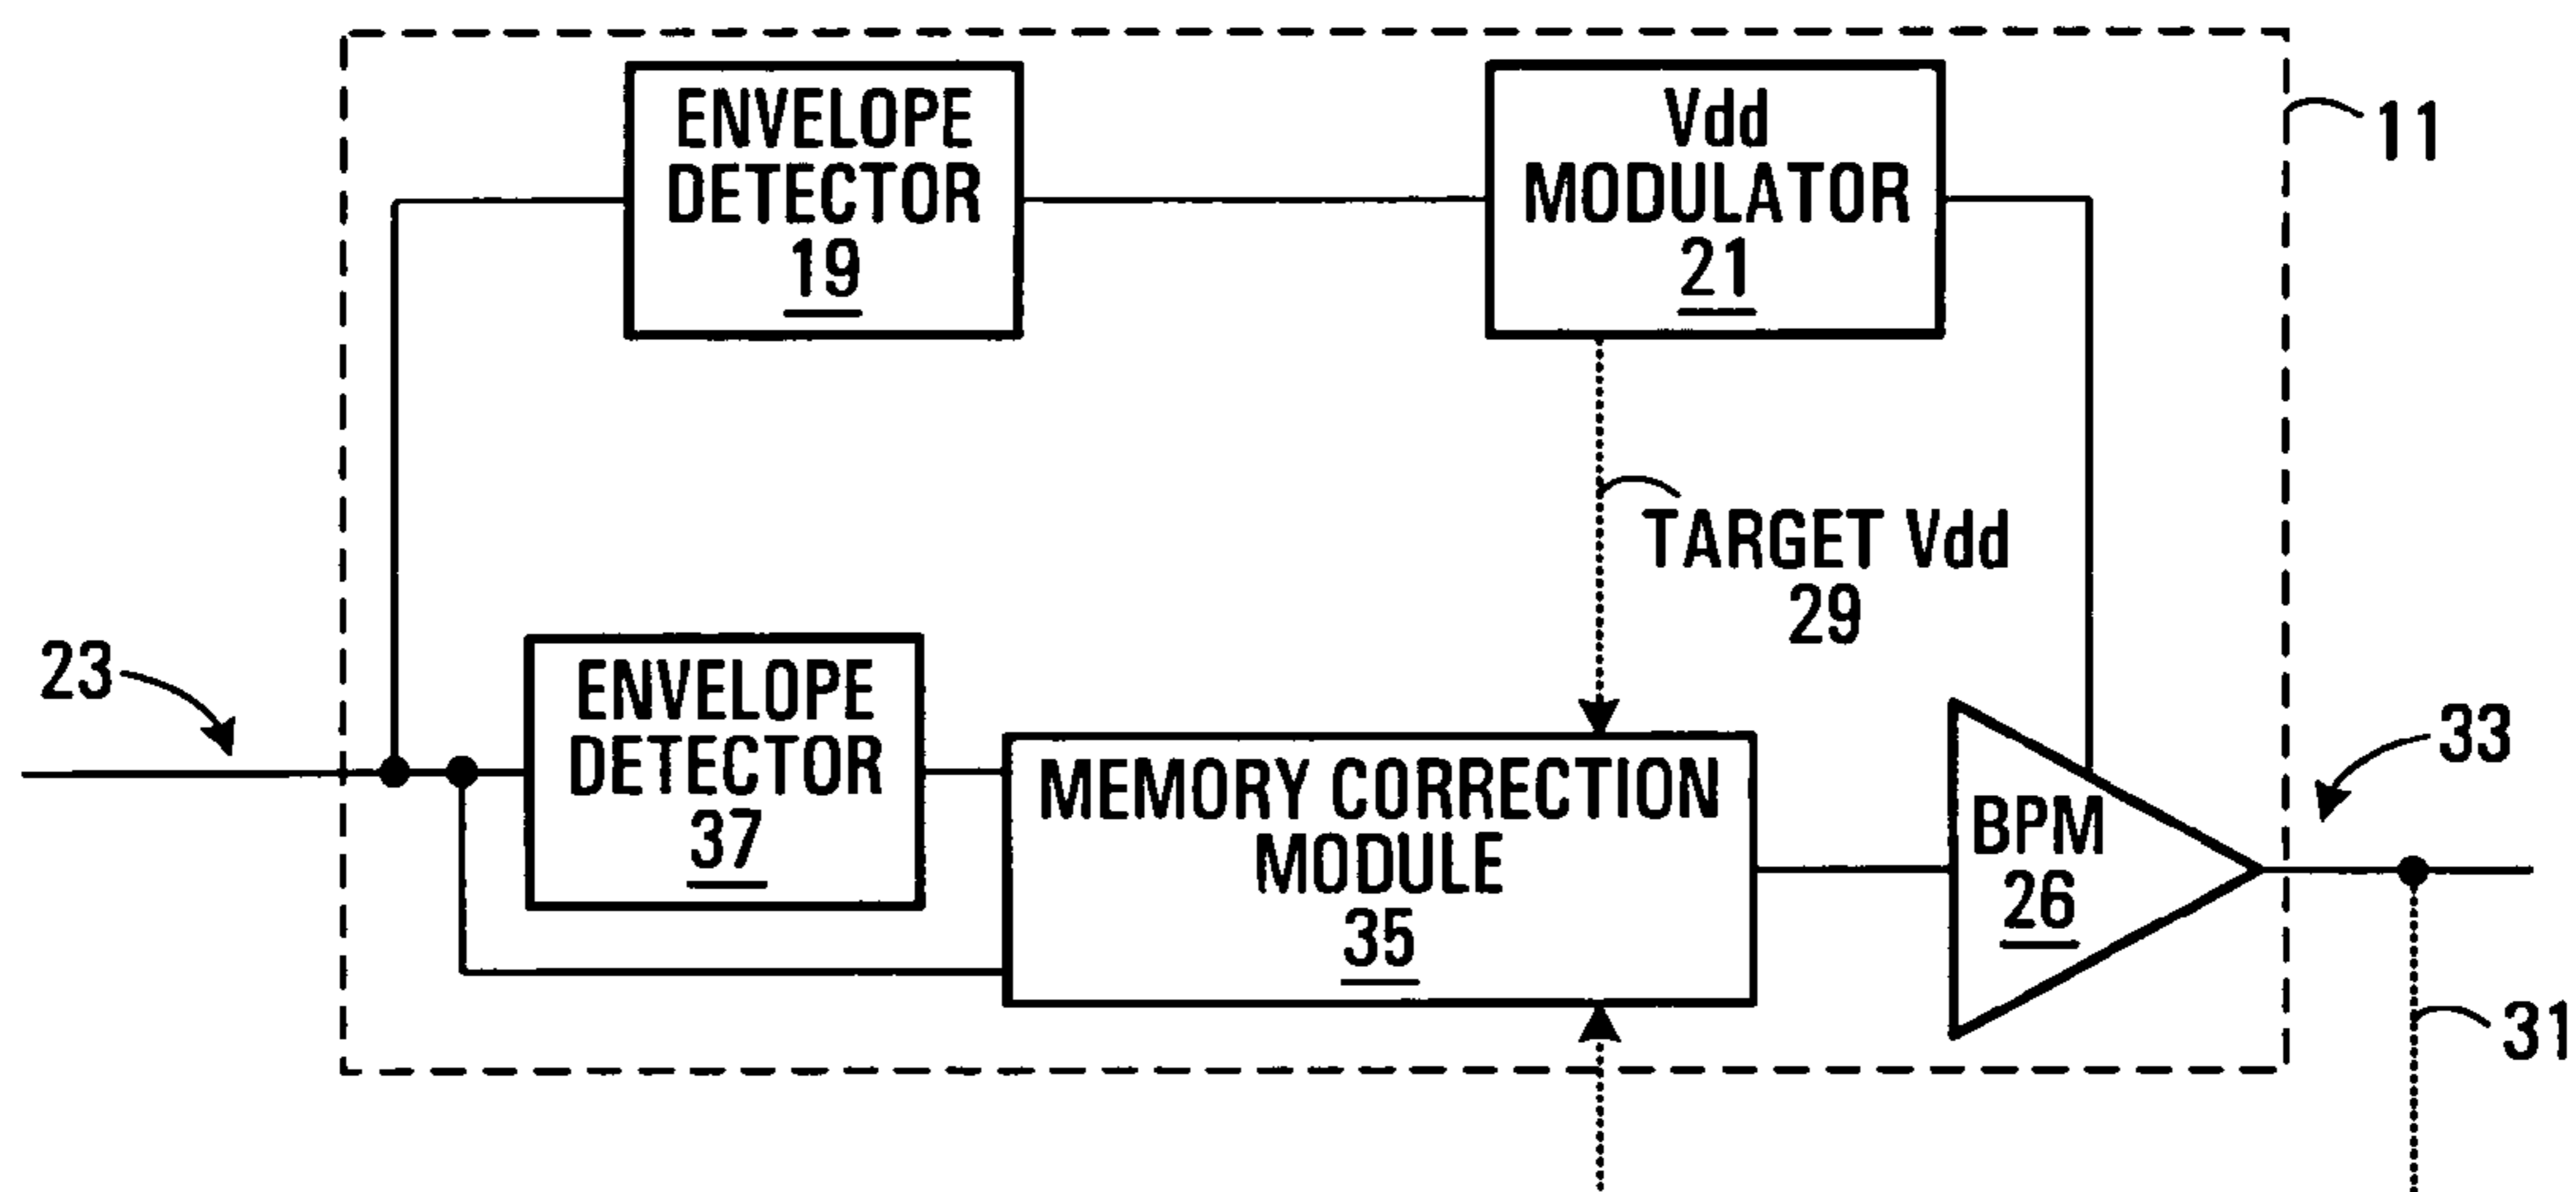 ENVELOPE
DETECTOR
19
Vdd
MODULATOR
21
11
TARGET Vdd
29
23
ENVELOPE
DETECTOR
37
MEMORY CORRECTION
MODULE
35
BPM
26
33
31